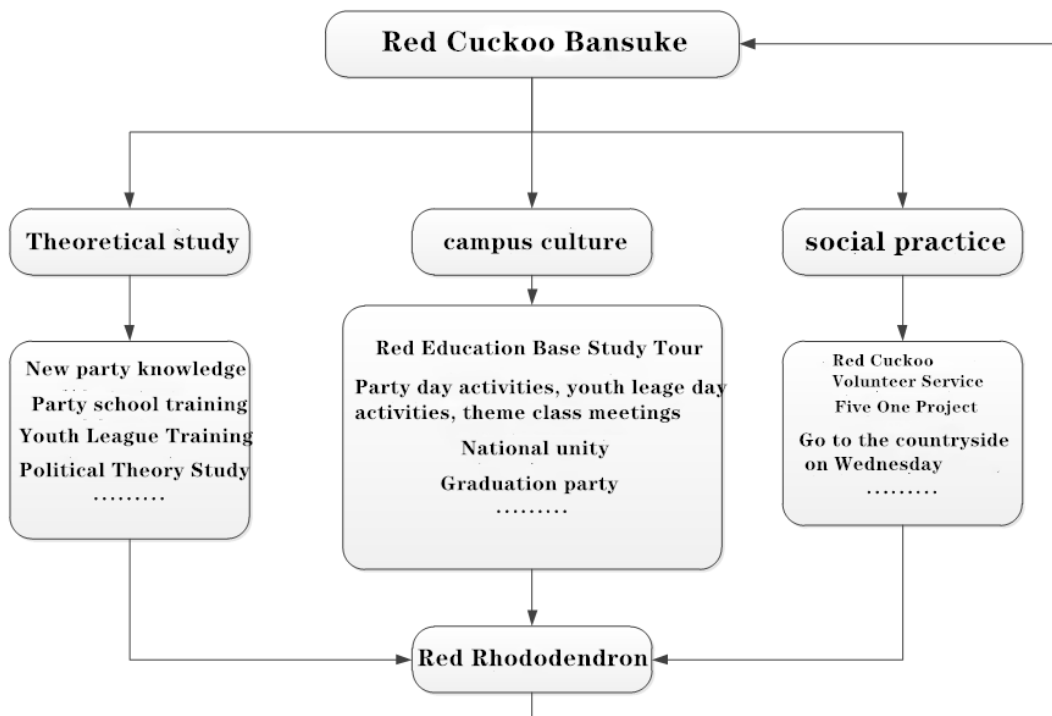 Red Cuckoo Bansuke
Theoretical study
campus culture
social practice
New party knowledge
Party school training
Youth League Training
Political Theory Study
.........
Red Education Base Study Tour
Party day activities, youth leage day
activities, theme class meetings
National unity
Graduation party
.........
Red Cuckoo
Volunteer Service
Five One Project
Go to the countryside
on Wednesday
.........
Red Rhododendron